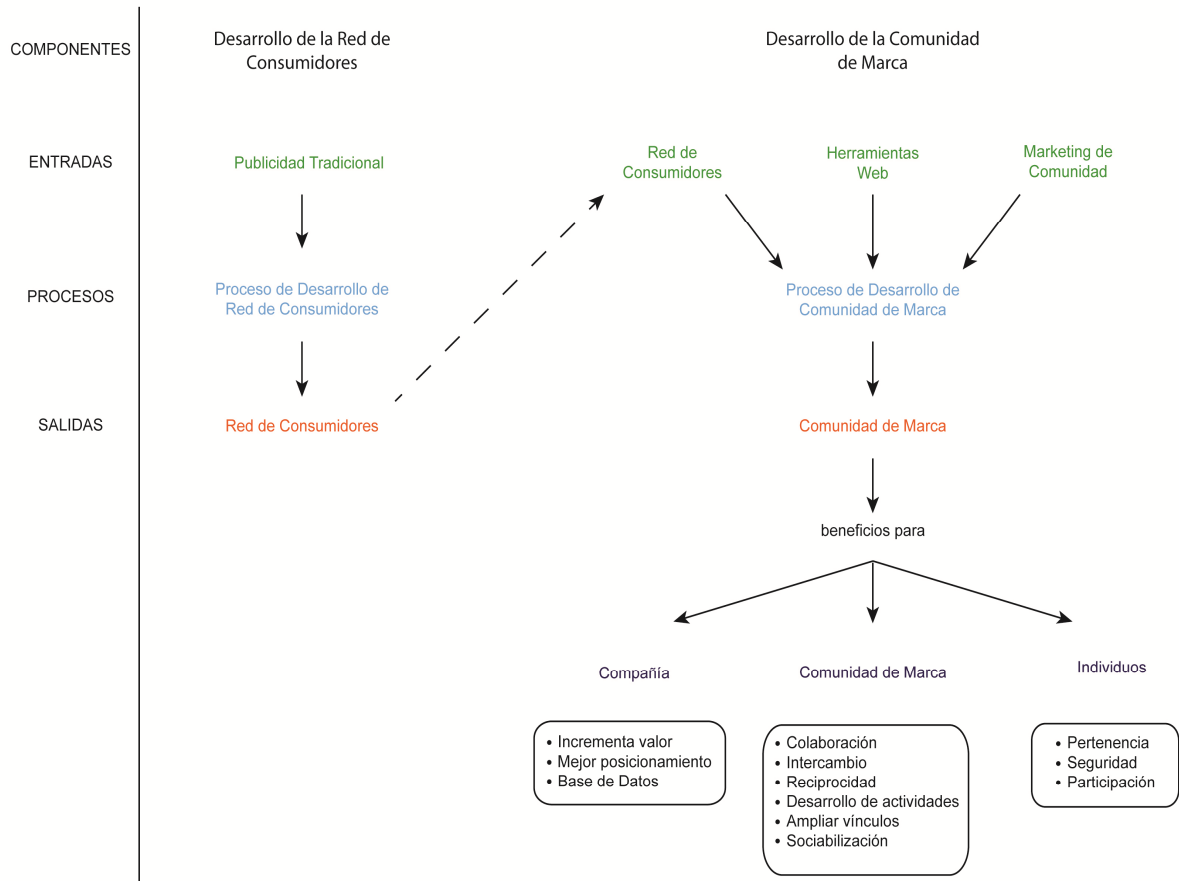 COMPONENTES
Desarrollo de la Red de
Consumidores
Desarrollo de la Comunidad
de Marca
ENTRADAS
Publicidad Tradicional
Red de
Consumidores
Herramientas
Web
Marketing de
Comunidad
PROCESOS
Proceso de Desarrollo de
Red de Consumidores
Proceso de Desarrollo de
Comunidad de Marca
SALIDAS
Red de Consumidores
Comunidad de Marca
beneficios para
Compañía
Comunidad de Marca
Individuos
• Incrementa valor
• Mejor posicionamiento
• Base de Datos
• Colaboración
• Intercambio
• Reciprocidad
• Desarrollo de actividades
• Ampliar vínculos
• Sociabilización
• Pertenencia
• Seguridad
• Participación